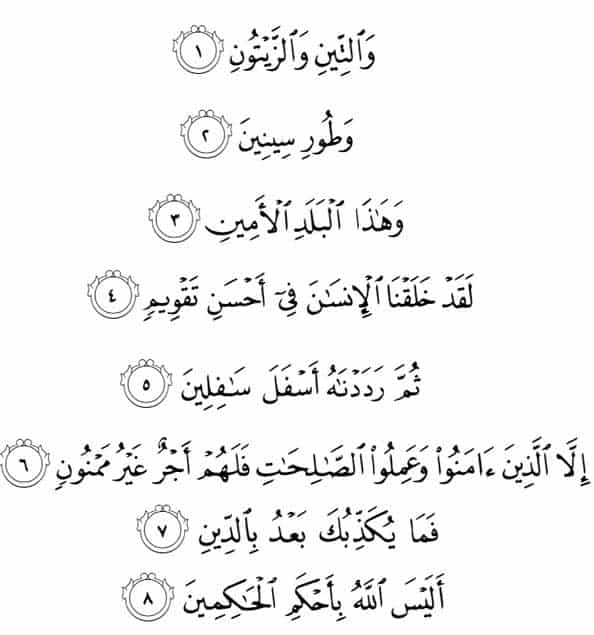 وَٱلتِّينِ وَٱلزَّيْتُونِ ١
وَطُورِ سِينِينَ ٢
وَهَـٰذَا ٱلْبَلَدِ ٱلْأَمِينِ ٣
لَقَدْ خَلَقْنَا ٱلْإِنسَـٰنَ فِىٓ أَحْسَنِ تَقْوِيمٍ ٤
ثُمَّ رَدَدْنَـٰهُ أَسْفَلَ سَـٰفِلِينَ ٥
إِلَّا ٱلَّذِينَ ءَامَنُوا۟ وَعَمِلُوا۟ ٱلصَّـٰلِحَـٰتِ فَلَهُمْ أَجْرٌ غَيْرُ مَمْنُونٍ ٦
فَمَا يُكَذِّبُكَ بَعْدُ بِٱلدِّينِ ٧
أَلَيْسَ ٱللَّهُ بِأَحْكَمِ ٱلْحَـٰكِمِينَ ٨